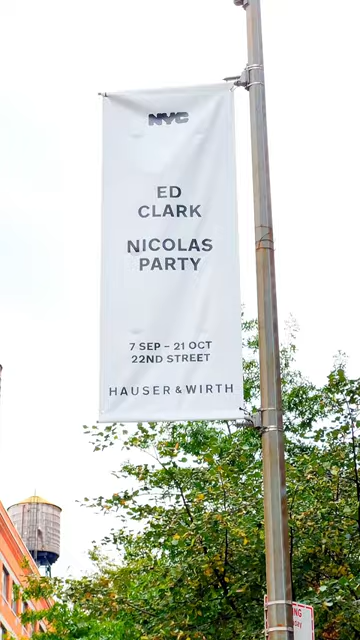 NYC
ED
CLARK
NICOLAS
PARTY
7 SEP – 21 OCT
22ND STREET
HAUSER & WIRTH